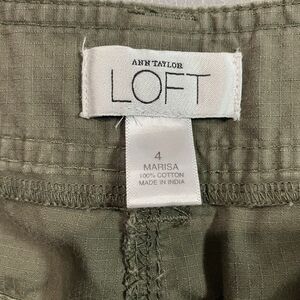 ANN TAYLOR
LOFT
4
MARISA
100% COTTON
MADE IN INDIA